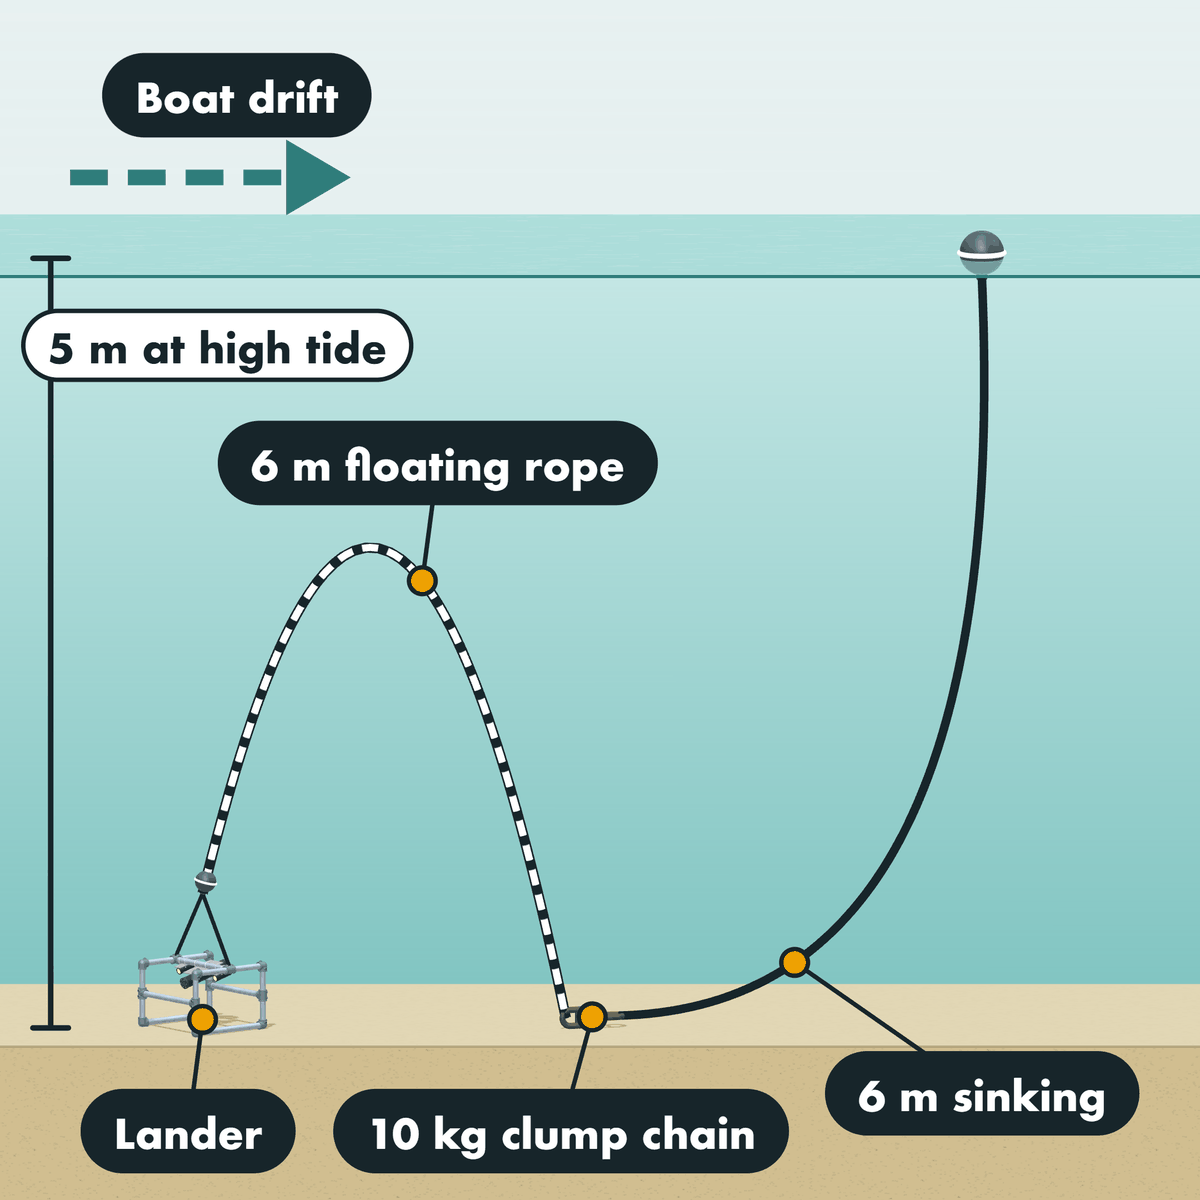 Boat drift
5 m at high tide
6 m floating rope
6 m sinking
Lander
10 kg clump chain